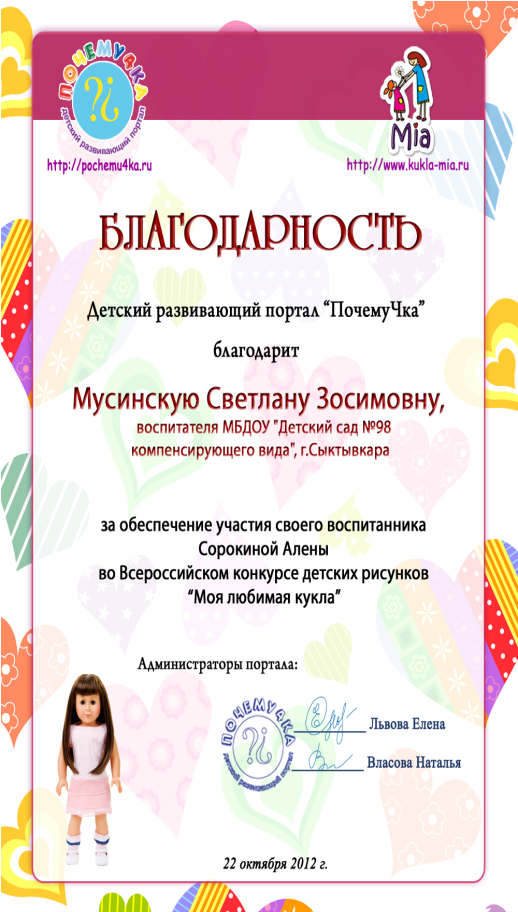 ПОЧЕМУ4КА
детский развивающий портал
Mia
http://pochemu4ka.ru
http://www.kukla-mia.ru
БЛАГОДАРНОСТЬ
Детский развивающий портал “ПочемуЧка”
благодарит
Мусинскую Светлану Зосимовну,
воспитателя МБДОУ "Детский сад №98
компенсирующего вида", г.Сыктывкара
за обеспечение участия своего воспитанника
Сорокиной Алены
во Всероссийском конкурсе детских рисунков
“Моя любимая кукла”
Администраторы портала:
ПОЧЕМУ4КА
детский развивающий портал
Львова Елена
Власова Наталья
22 октября 2012 г.